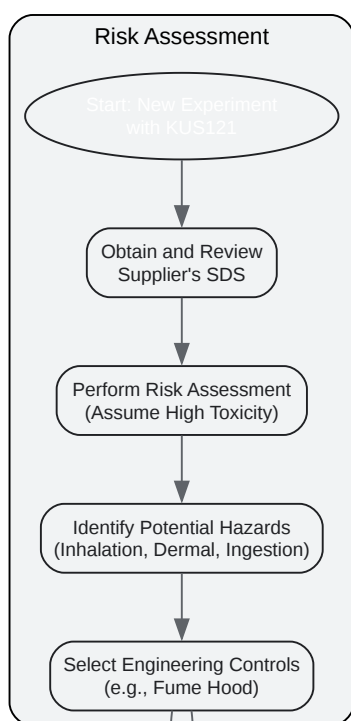 Risk Assessment
Start: New Experiment
with KUS121
Obtain and Review
Supplier's SDS
Perform Risk Assessment
(Assume High Toxicity)
Identify Potential Hazards
(Inhalation, Dermal, Ingestion)
Select Engineering Controls
(e.g., Fume Hood)